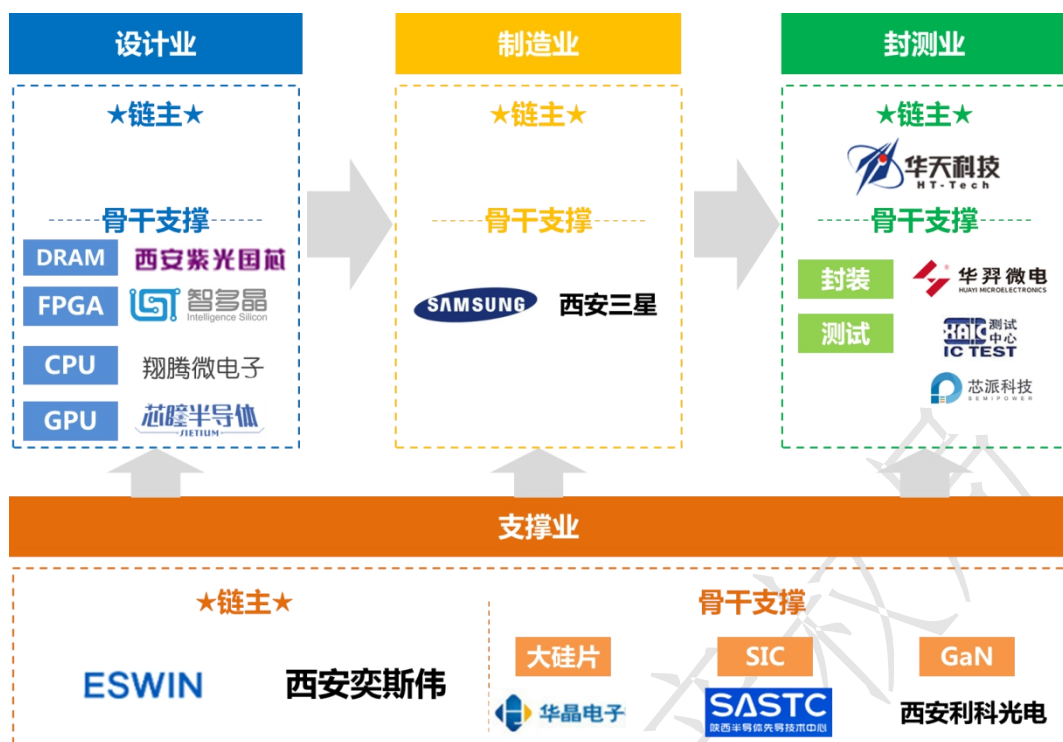 设计业
制造业
封测业
★链主★
★链主★
★链主★
华天科技
HT-Tech
骨干支撑
骨干支撑
骨干支撑
DRAM 西安紫光国芯
FPGA 智多晶
Intelligence Silicon
CPU 翔腾微电子
GPU 芯瞳半导体
SIETIUM
SAMSUNG 西安三星
封装 华羿微电
HUAYI MICROELECTRONICS
测试 XAIC 测试中心
IC TEST
芯派科技
SEMIPOWER
支撑业
★链主★
骨干支撑
ESWIN 西安奕斯伟
大硅片
SIC
GaN
华晶电子
SASTC
陕西半导体先导技术中心
西安利科光电